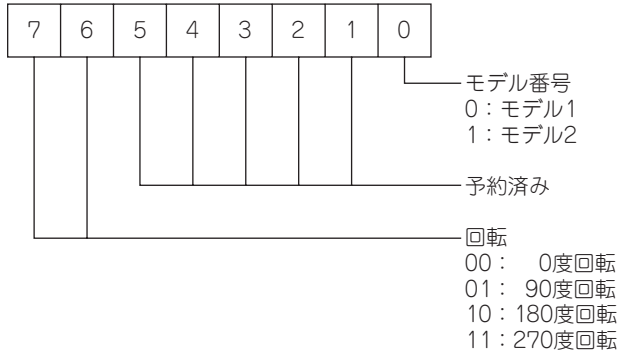 7 6 5 4 3 2 1 0
モデル番号
0：モデル1
1：モデル2
予約済み
回転
00： 0度回転
01： 90度回転
10：180度回転
11：270度回転